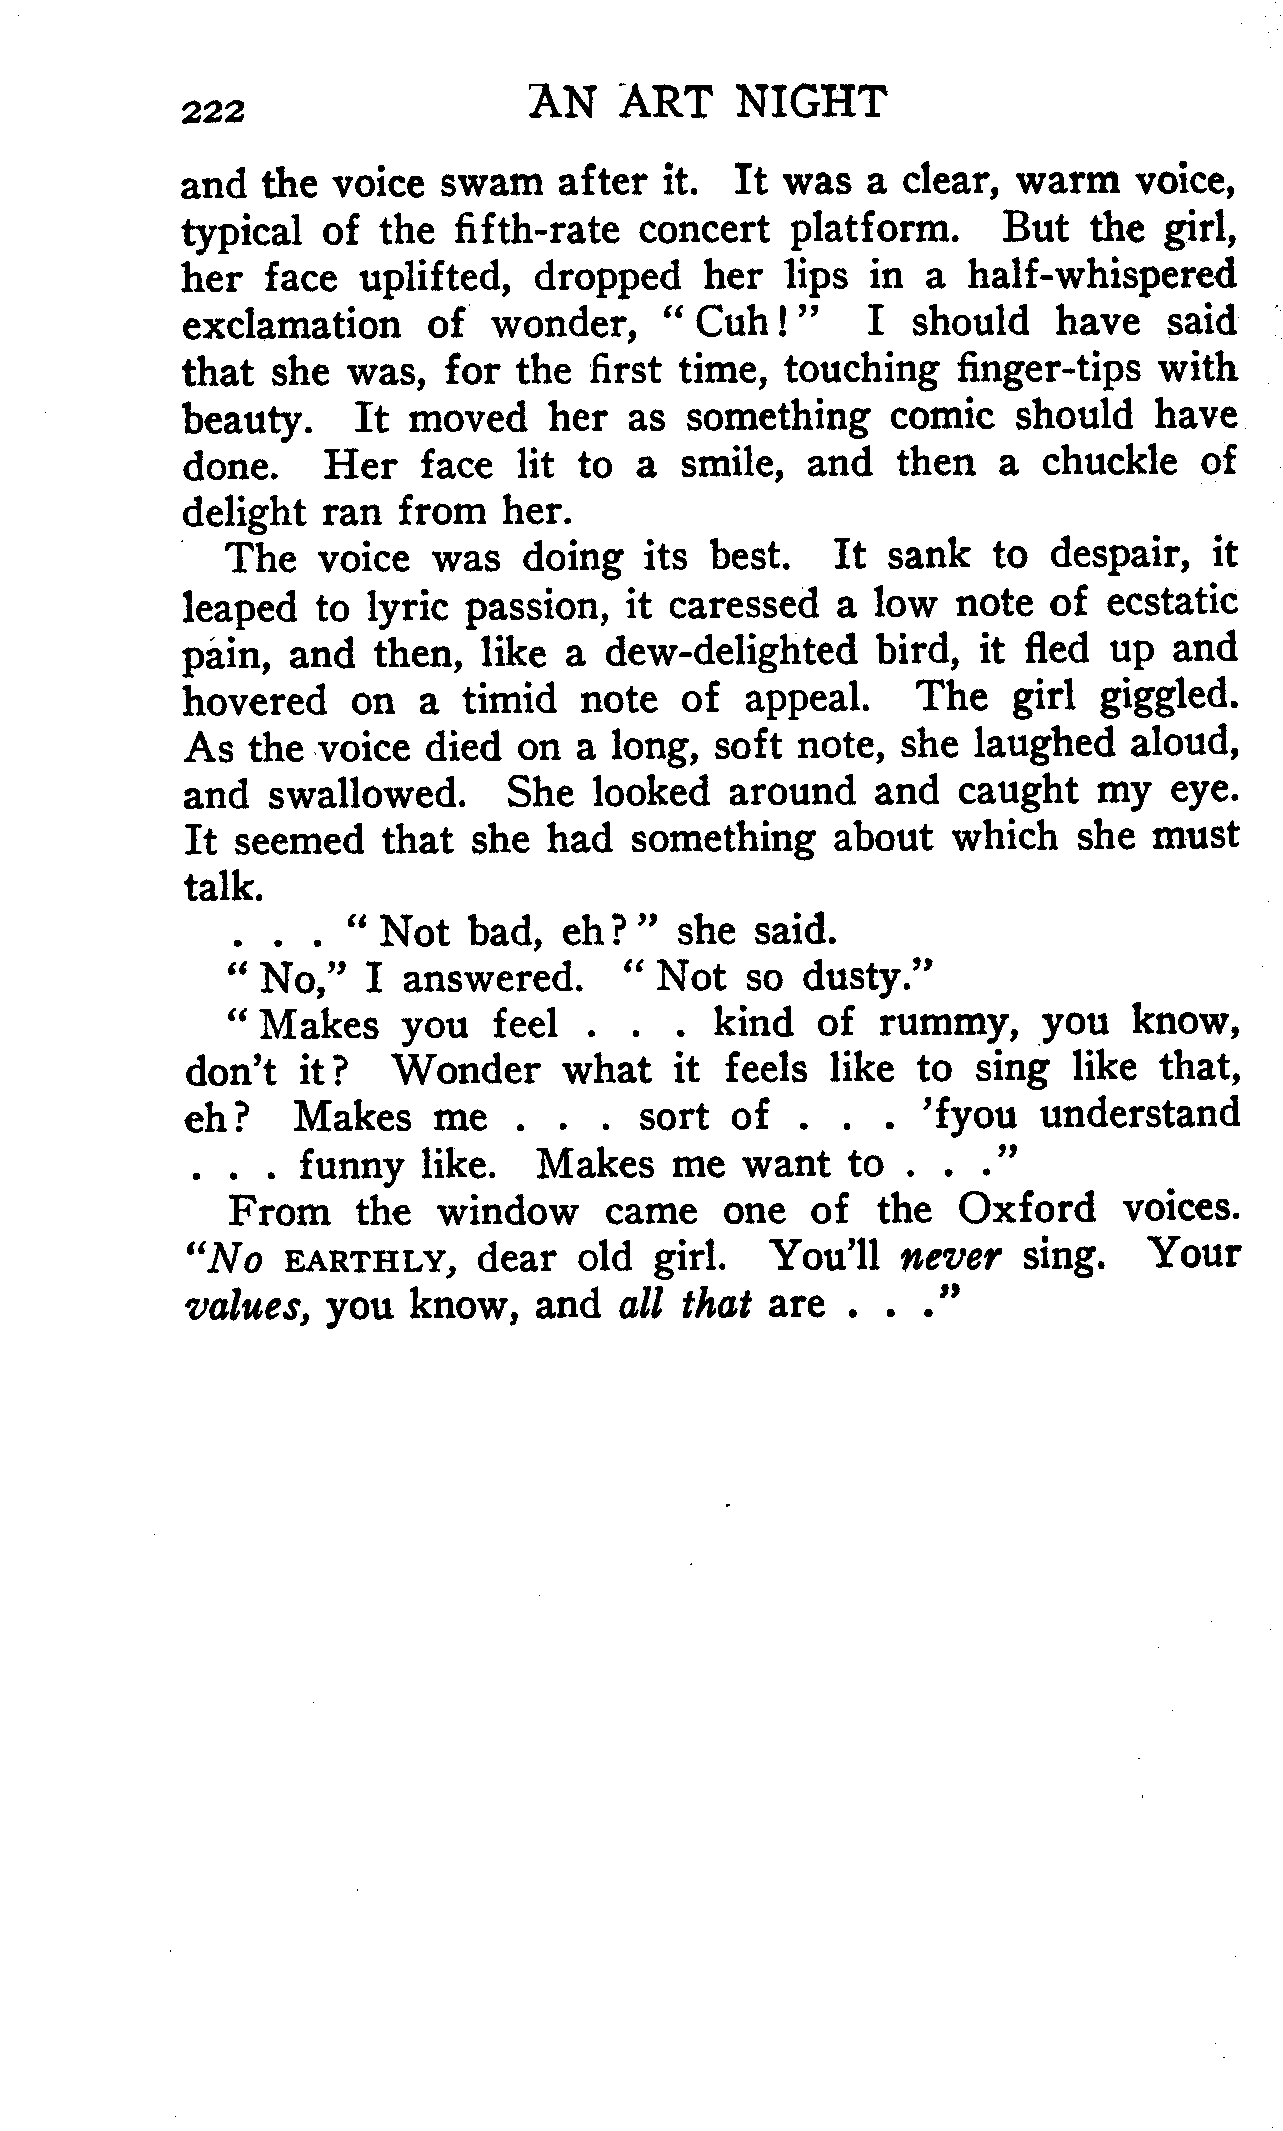 222 AN ART NIGHT
and the voice swam after it. It was a clear, warm voice,
typical of the fifth-rate concert platform. But the girl,
her face uplifted, dropped her lips in a half-whispered
exclamation of wonder, " Cuh! " I should have said
that she was, for the first time, touching finger-tips with
beauty. It moved her as something comic should have
done. Her face lit to a smile, and then a chuckle of
delight ran from her.
The voice was doing its best. It sank to despair, it
leaped to lyric passion, it caressed a low note of ecstatic
pain, and then, like a dew-delighted bird, it fled up and
hovered on a timid note of appeal. The girl giggled.
As the voice died on a long, soft note, she laughed aloud,
and swallowed. She looked around and caught my eye.
It seemed that she had something about which she must
talk.
. . . " Not bad, eh? " she said.
" No," I answered. " Not so dusty."
" Makes you feel . . . kind of rummy, you know,
don't it? Wonder what it feels like to sing like that,
eh? Makes me . . . sort of . . . 'fyou understand
. . . funny like. Makes me want to . . ."
From the window came one of the Oxford voices.
"No EARTHLY, dear old girl. You'll never sing. Your
values, you know, and all that are . . ."